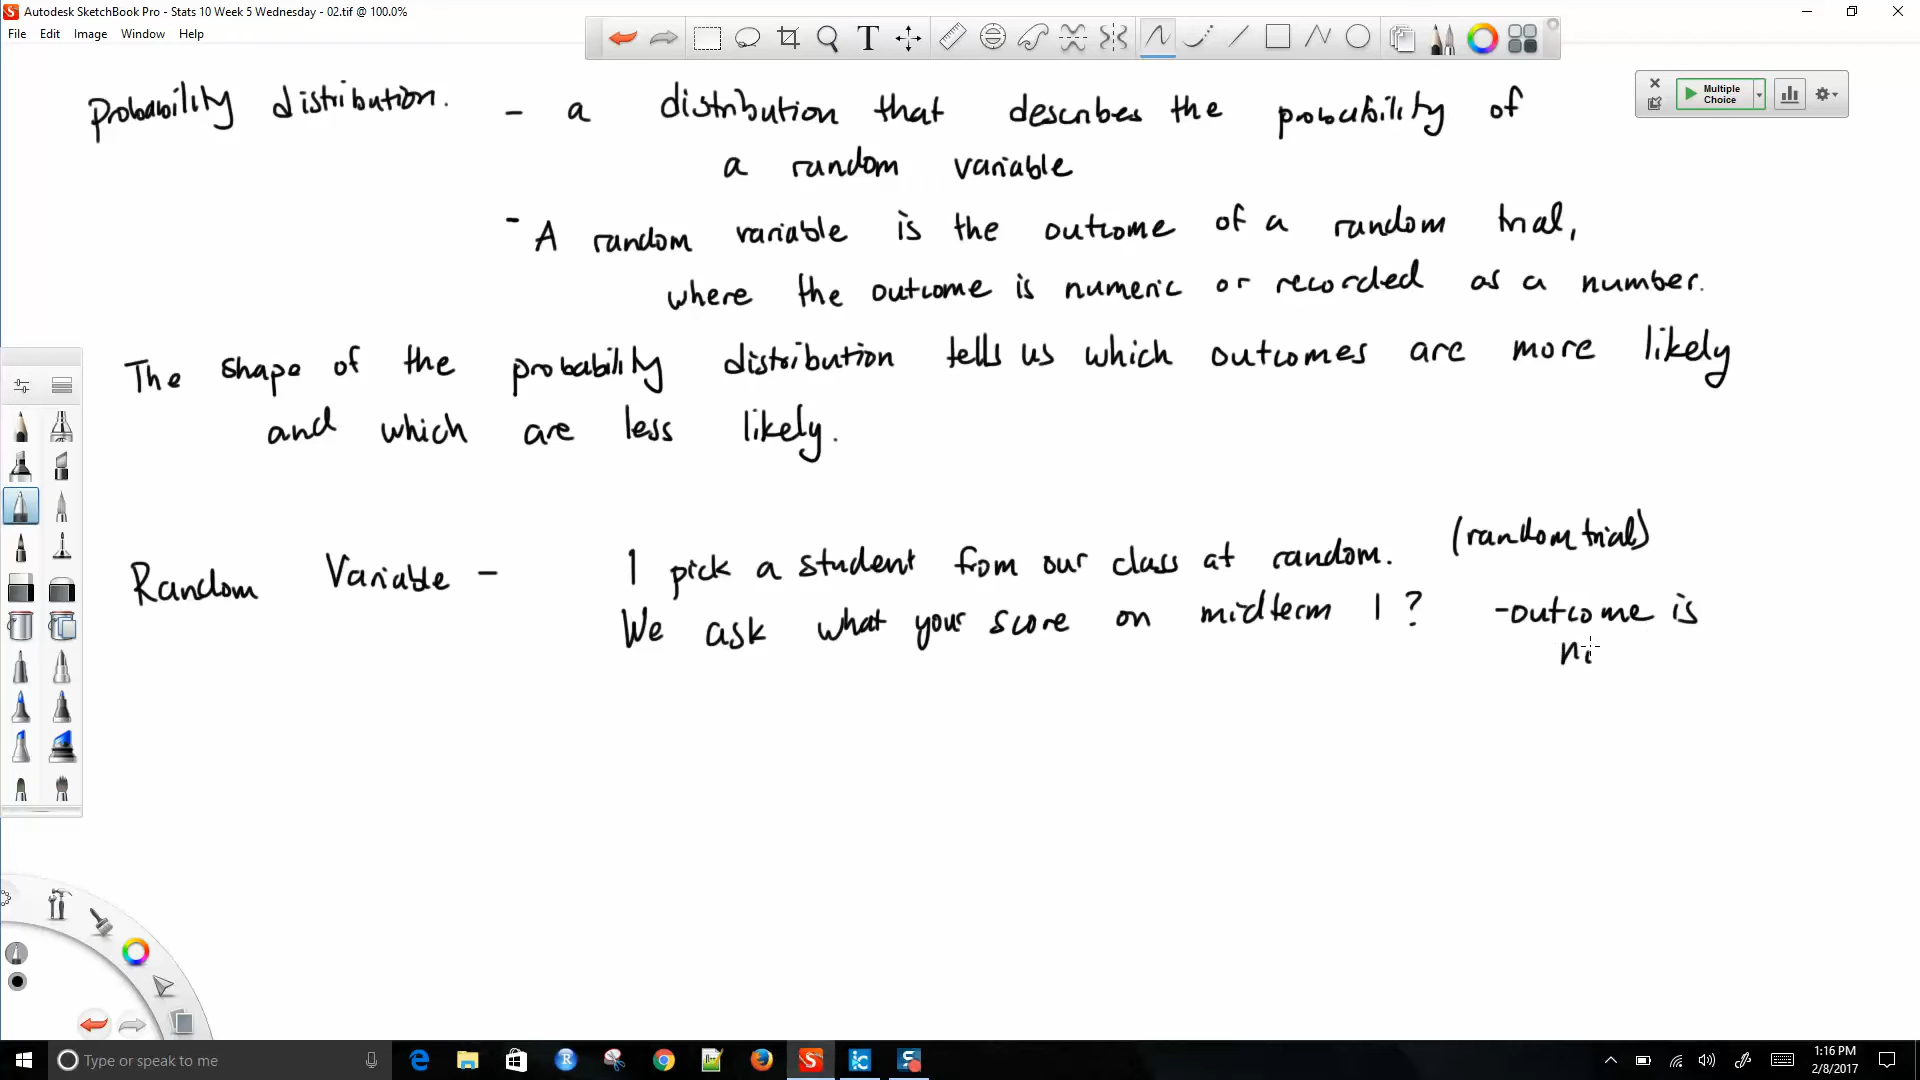 Autodesk SketchBook Pro - Stats 10 Week 5 Wednesday - 02.tif @ 100.0%
File Edit Image Window Help
T
Multiple
Choice
Probability distribution. - a distribution that describes the probability of
a random variable
- A random variable is the outcome of a random trial,
where the outcome is numeric or recorded as a number.
The shape of the probability distribution tells us which outcomes are more likely
and which are less likely.
Random Variable - I pick a student from our class at random. (random trial)
We ask what your score on midterm 1? -outcome is
Type or speak to me
1:16 PM
2/8/2017